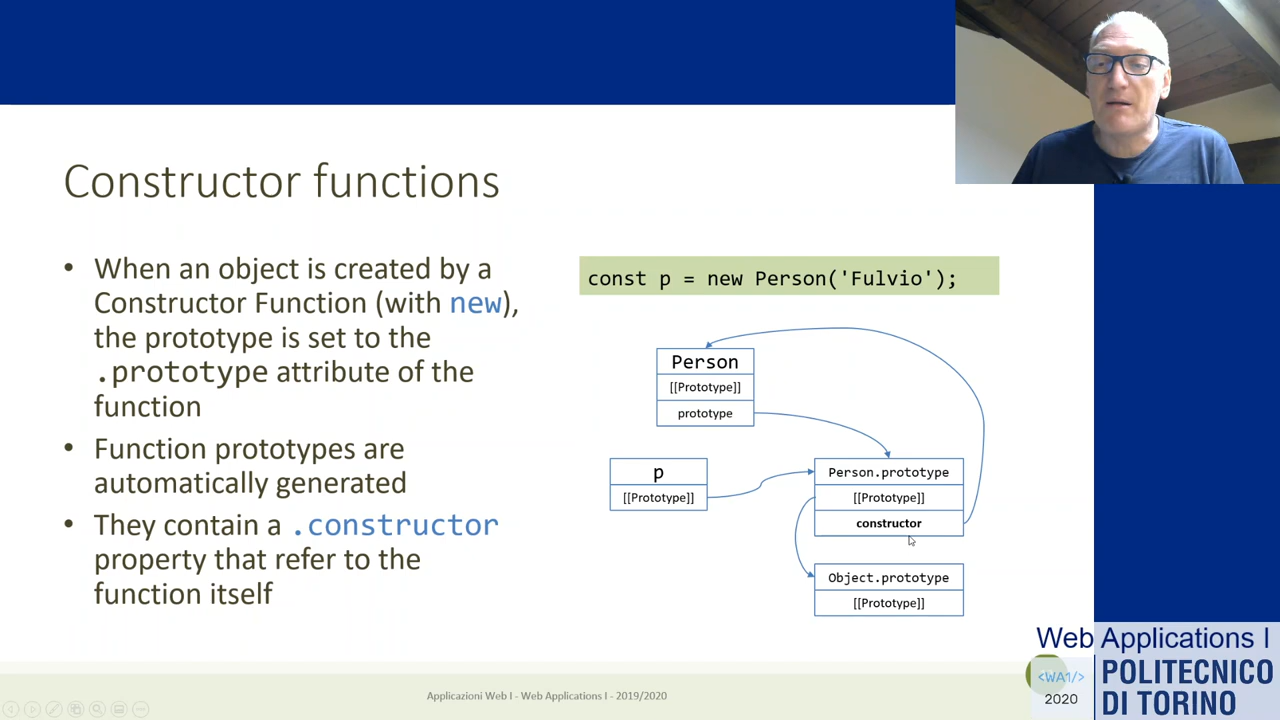 Constructor functions
• When an object is created by a
Constructor Function (with new),
the prototype is set to the
.prototype attribute of the
function
• Function prototypes are
automatically generated
• They contain a .constructor
property that refer to the
function itself
const p = new Person('Fulvio');
Person
[[Prototype]]
prototype
p
[[Prototype]]
Person.prototype
[[Prototype]]
constructor
Object.prototype
[[Prototype]]
Applicazioni Web I - Web Applications I - 2019/2020
Web Applications I
<WA1/>
2020
POLITECNICO
DI TORINO